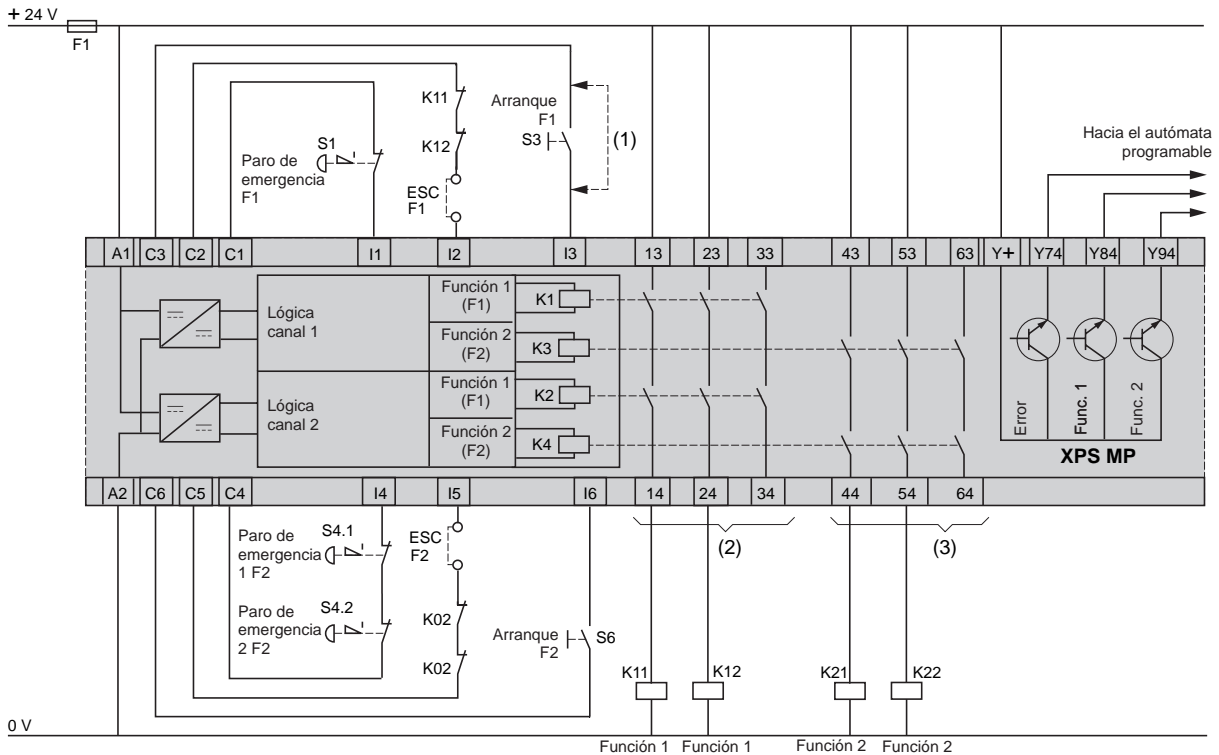 + 24 V
F1
K11
K12
ESC
F1
Arranque
F1
S3
(1)
S1
Paro de
emergencia
F1
Hacia el autómata
programable
A1 C3 C2 C1 I1 I2 I3 13 23 33 43 53 63 Y+ Y74 Y84 Y94
Lógica
canal 1
Función 1
(F1)
K1
Función 2
(F2)
K3
Lógica
canal 2
Función 1
(F1)
K2
Función 2
(F2)
K4
Error
Func. 1
Func. 2
XPS MP
A2 C6 C5 C4 I4 I5 I6 14 24 34 44 54 64
(2)
(3)
Paro de
emergencia
1 F2
S4.1
ESC
F2
Paro de
emergencia
2 F2
S4.2
K02
K02
Arranque
F2
S6
K11
K12
K21
K22
0 V
Función 1 Función 1 Función 2 Función 2